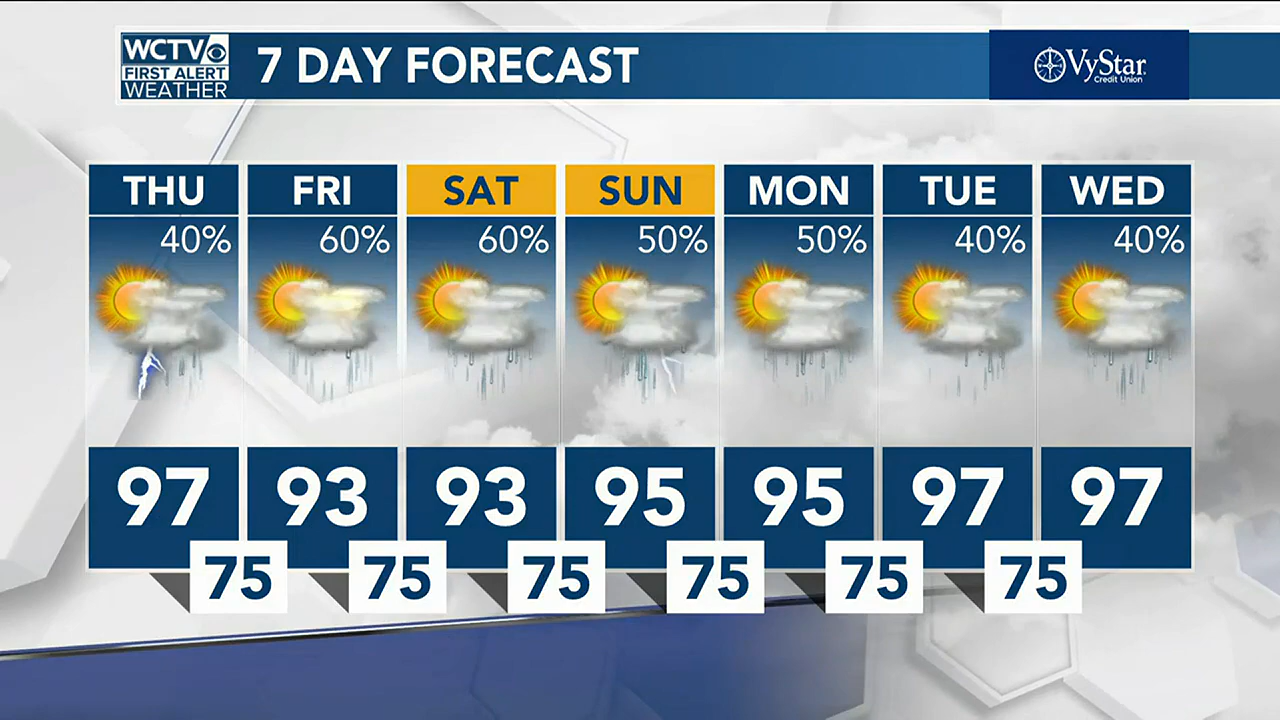 WCTV
FIRST ALERT
WEATHER
7 DAY FORECAST
VyStar
Credit Union
THU FRI SAT SUN MON TUE WED
40% 60% 60% 50% 50% 40% 40%
97 93 93 95 95 97 97
75 75 75 75 75 75